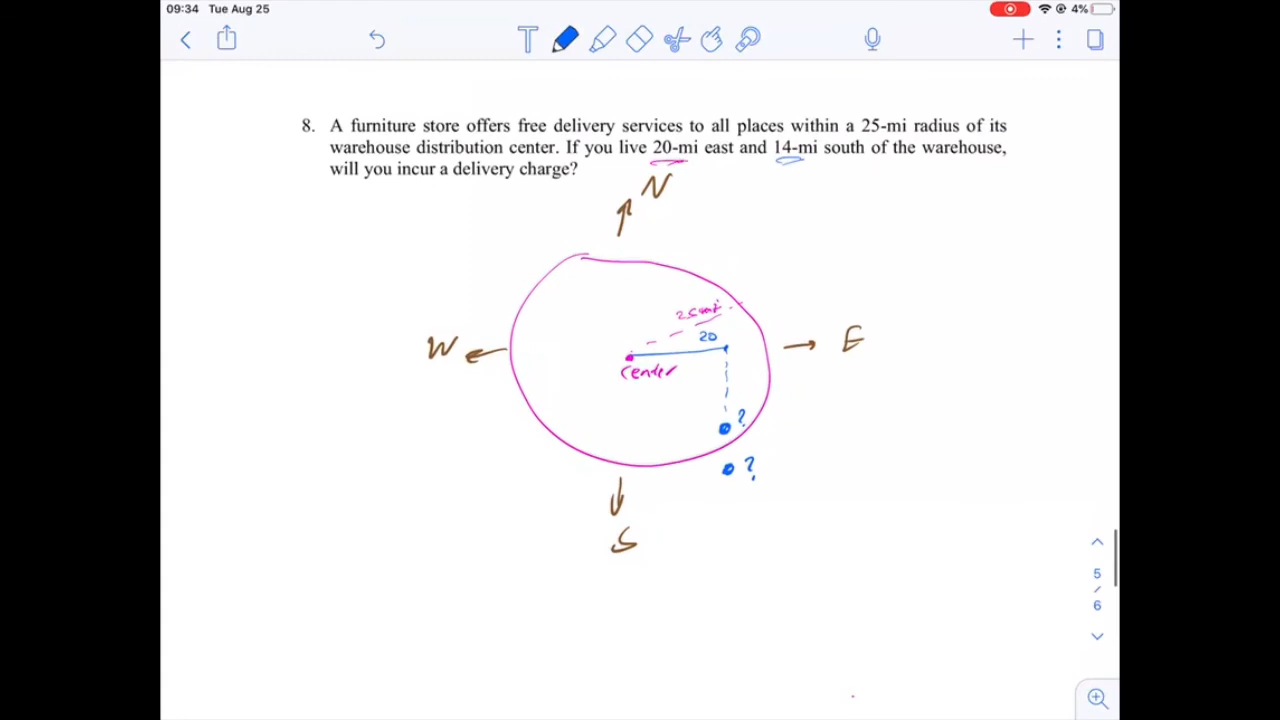 09:34 Tue Aug 25
4%
T
8. A furniture store offers free delivery services to all places within a 25-mi radius of its
warehouse distribution center. If you live 20-mi east and 14-mi south of the warehouse,
will you incur a delivery charge?
N
25mi
20
W
E
center
?
?
S
5
/
6